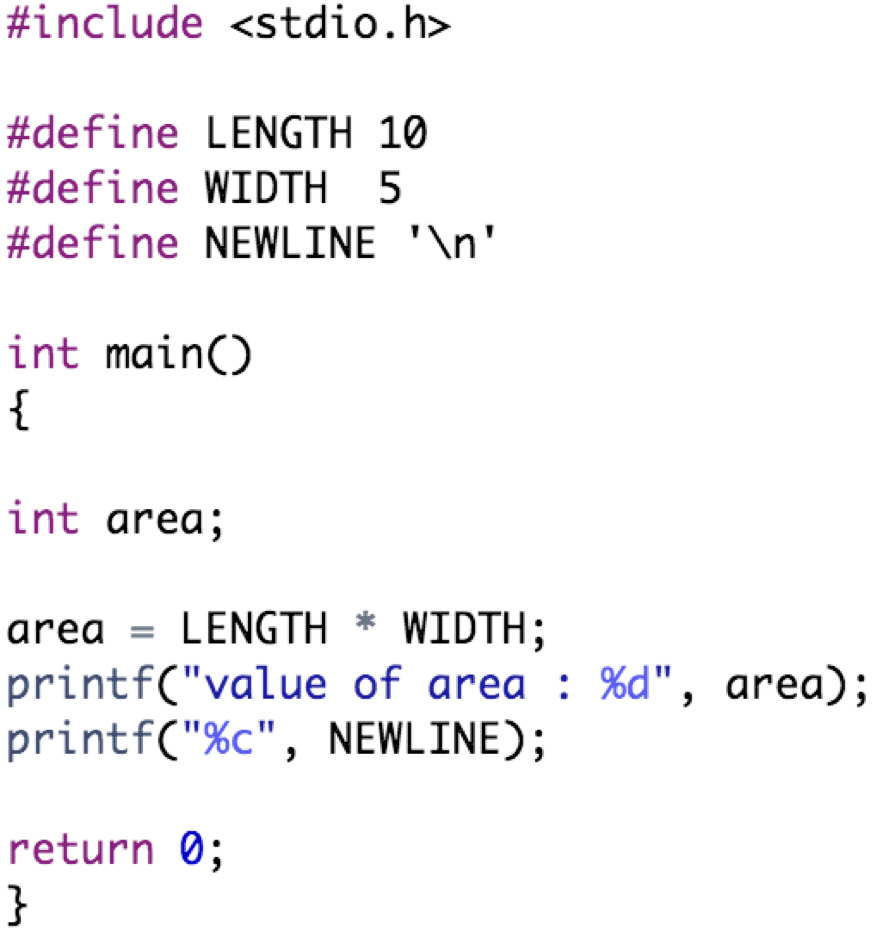 #include <stdio.h>
#define LENGTH 10
#define WIDTH  5
#define NEWLINE '\n'
int main()
{
int area;
area = LENGTH * WIDTH;
printf("value of area : %d", area);
printf("%c", NEWLINE);
return 0;
}